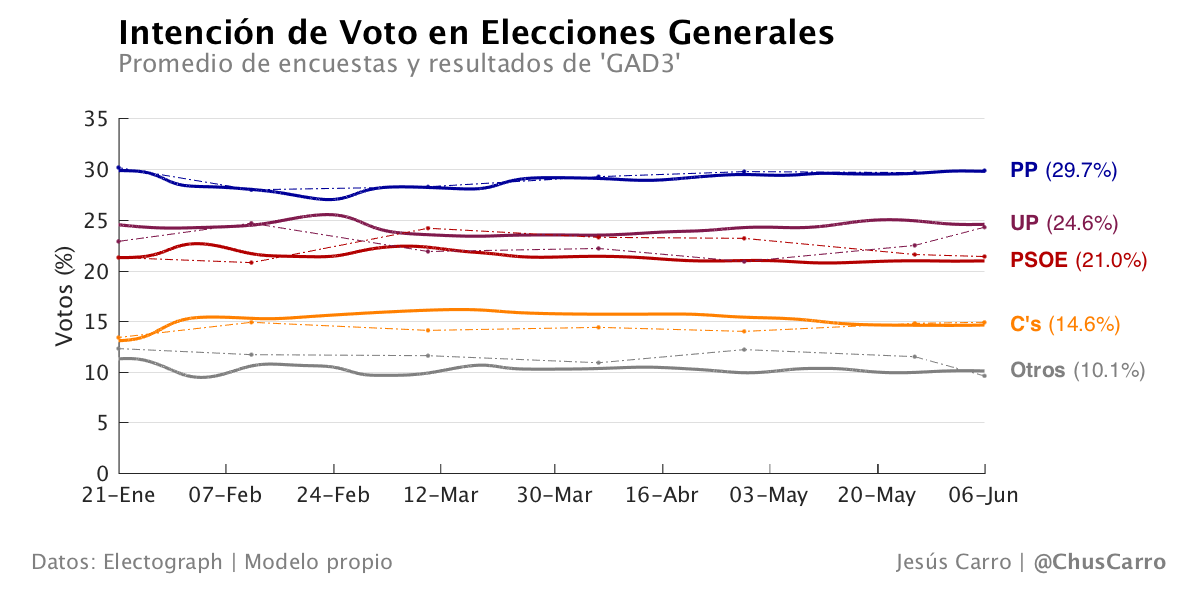 Intención de Voto en Elecciones Generales
Promedio de encuestas y resultados de 'GAD3'
Votos (%)
35
30
25
20
15
10
5
0
21-Ene 07-Feb 24-Feb 12-Mar 30-Mar 16-Abr 03-May 20-May 06-Jun
PP (29.7%)
UP (24.6%)
PSOE (21.0%)
C's (14.6%)
Otros (10.1%)
Datos: Electograph | Modelo propio
Jesús Carro | @ChusCarro